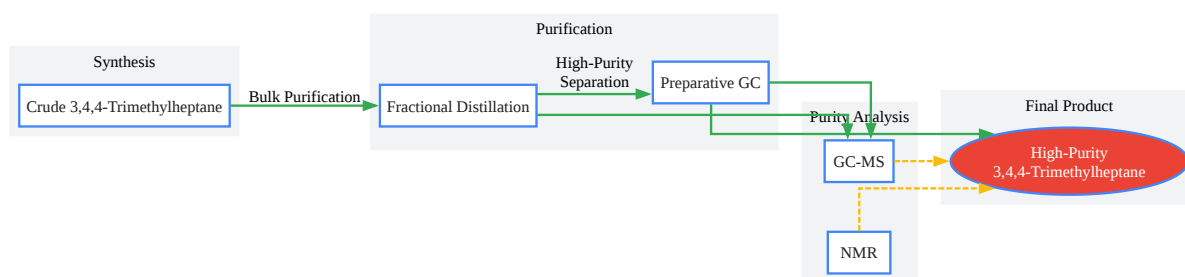 Synthesis
Crude 3,4,4-Trimethylheptane
Bulk Purification
Purification
Fractional Distillation
High-Purity
Separation
Preparative GC
Purity Analysis
GC-MS
NMR
Final Product
High-Purity
3,4,4-Trimethylheptane